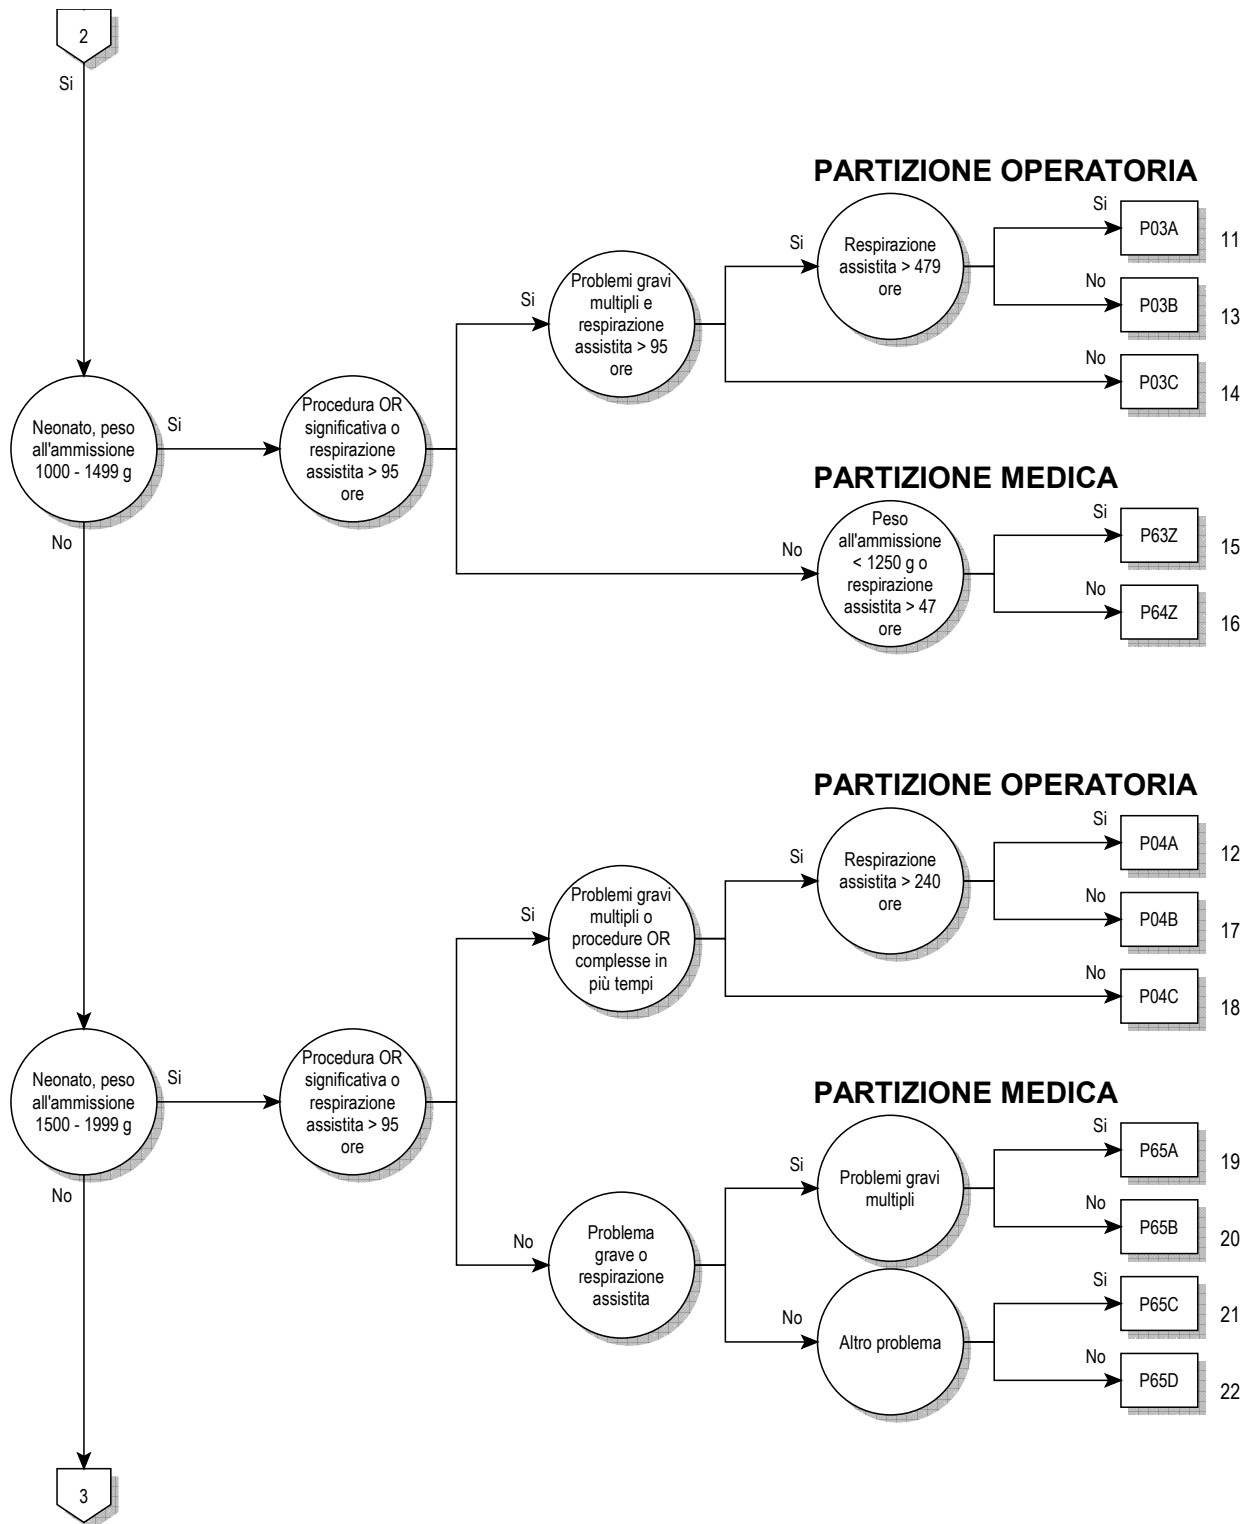 2
Si
PARTIZIONE OPERATORIA
Si
Respirazione
assistita > 479
ore
Si
P03A
11
No
P03B
13
Si
Problemi gravi
multipli e
respirazione
assistita > 95
ore
No
P03C
14
Neonato, peso
all'ammissione
1000 - 1499 g
Si
Procedura OR
significativa o
respirazione
assistita > 95
ore
PARTIZIONE MEDICA
No
Peso
all'ammissione
< 1250 g o
respirazione
assistita > 47
ore
Si
P63Z
15
No
P64Z
16
No
PARTIZIONE OPERATORIA
Si
Respirazione
assistita > 240
ore
Si
P04A
12
No
P04B
17
Si
Problemi gravi
multipli o
procedure OR
complesse in
più tempi
No
P04C
18
Neonato, peso
all'ammissione
1500 - 1999 g
Si
Procedura OR
significativa o
respirazione
assistita > 95
ore
PARTIZIONE MEDICA
Si
Problemi gravi
multipli
Si
P65A
19
No
P65B
20
No
Problema
grave o
respirazione
assistita
No
Altro problema
Si
P65C
21
No
P65D
22
No
3